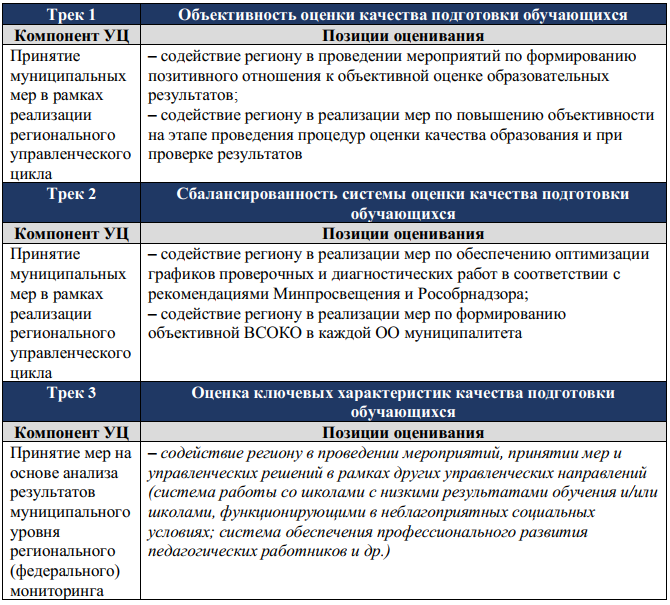 Трек 1
Объективность оценки качества подготовки обучающихся
Компонент УЦ
Позиции оценивания
Принятие
муниципальных
мер в рамках
реализации
регионального
управленческого
цикла
– содействие региону в проведении мероприятий по формированию
позитивного отношения к объективной оценке образовательных
результатов;
– содействие региону в реализации мер по повышению объективности
на этапе проведения процедур оценки качества образования и при
проверке результатов
Трек 2
Сбалансированность системы оценки качества подготовки
обучающихся
Компонент УЦ
Позиции оценивания
Принятие
муниципальных
мер в рамках
реализации
регионального
управленческого
цикла
– содействие региону в реализации мер по обеспечению оптимизации
графиков проверочных и диагностических работ в соответствии с
рекомендациями Минпросвещения и Рособрнадзора;
– содействие региону в реализации мер по формированию
объективной ВСОКО в каждой ОО муниципалитета
Трек 3
Оценка ключевых характеристик качества подготовки
обучающихся
Компонент УЦ
Позиции оценивания
Принятие мер на
основе анализа
результатов
муниципального
уровня
регионального
(федерального)
мониторинга
– содействие региону в проведении мероприятий, принятии мер и
управленческих решений в рамках других управленческих направлений
(система работы со школами с низкими результатами обучения и/или
школами, функционирующими в неблагоприятных социальных
условиях; система обеспечения профессионального развития
педагогических работников и др.)